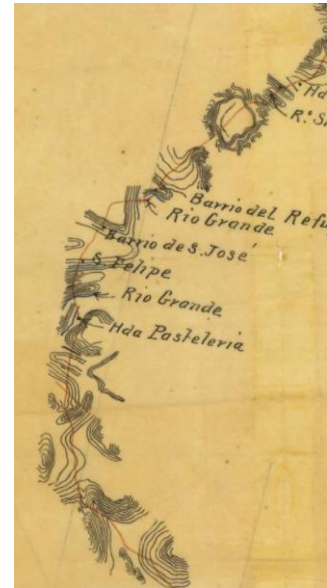 Hd
R.º S
Barrio del Refu
Rio Grande
Barrio de S. José
S. Felipe
Rio Grande
Hda Pasteleria